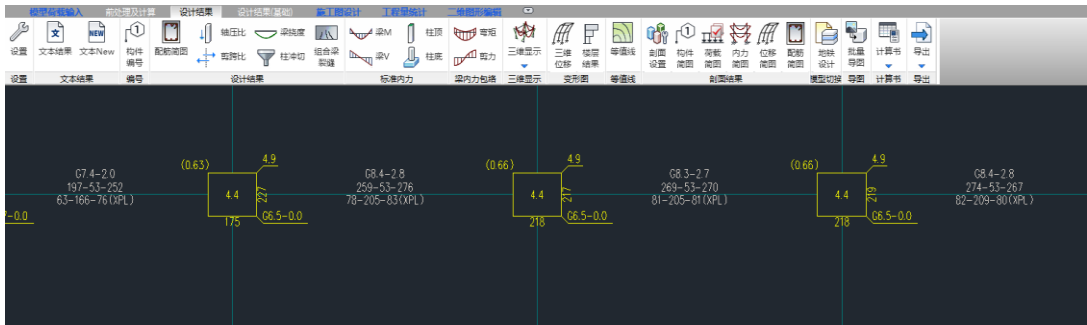 模型荷载输入 前处理及计算 设计结果 设计结果(基础) 施工图设计 工程量统计 二维图形编辑
设置 文本结果 文本New 构件编号 配筋简图 轴压比 剪跨比 梁挠度 柱冲切 组合梁裂缝 梁M 梁V 柱顶 柱底 弯矩 剪力 三维显示 三维位移 楼层结果 等值线 剖面设置 构件简图 荷载简图 内力简图 位移简图 配筋简图 地铁设计 批量导图 计算书 导出
设置 文本结果 编号 设计结果 标准内力 梁内力包络 三维显示 变形图 等值线 剖面结果 模型切换 导图 计算书 导出
(0.63) 4.9 (0.66) 4.9 (0.66) 4.9
G7.4-2.0 G8.4-2.8 G8.3-2.7 G8.4-2.8
197-53-252 4.4 227 259-53-276 4.4 217 269-53-270 4.4 219 274-53-267
63-166-76(XPL) 78-205-83(XPL) 81-205-81(XPL) 82-209-80(XPL)
-0.0 175 G6.5-0.0 218 G6.5-0.0 218 G6.5-0.0